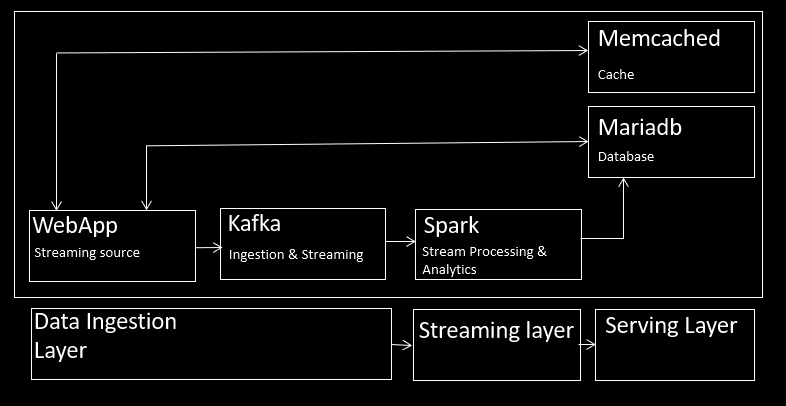 Memcached
Cache
Mariadb
Database
WebApp
Streaming source
Kafka
Ingestion & Streaming
Spark
Stream Processing &
Analytics
Data Ingestion
Layer
Streaming layer
Serving Layer